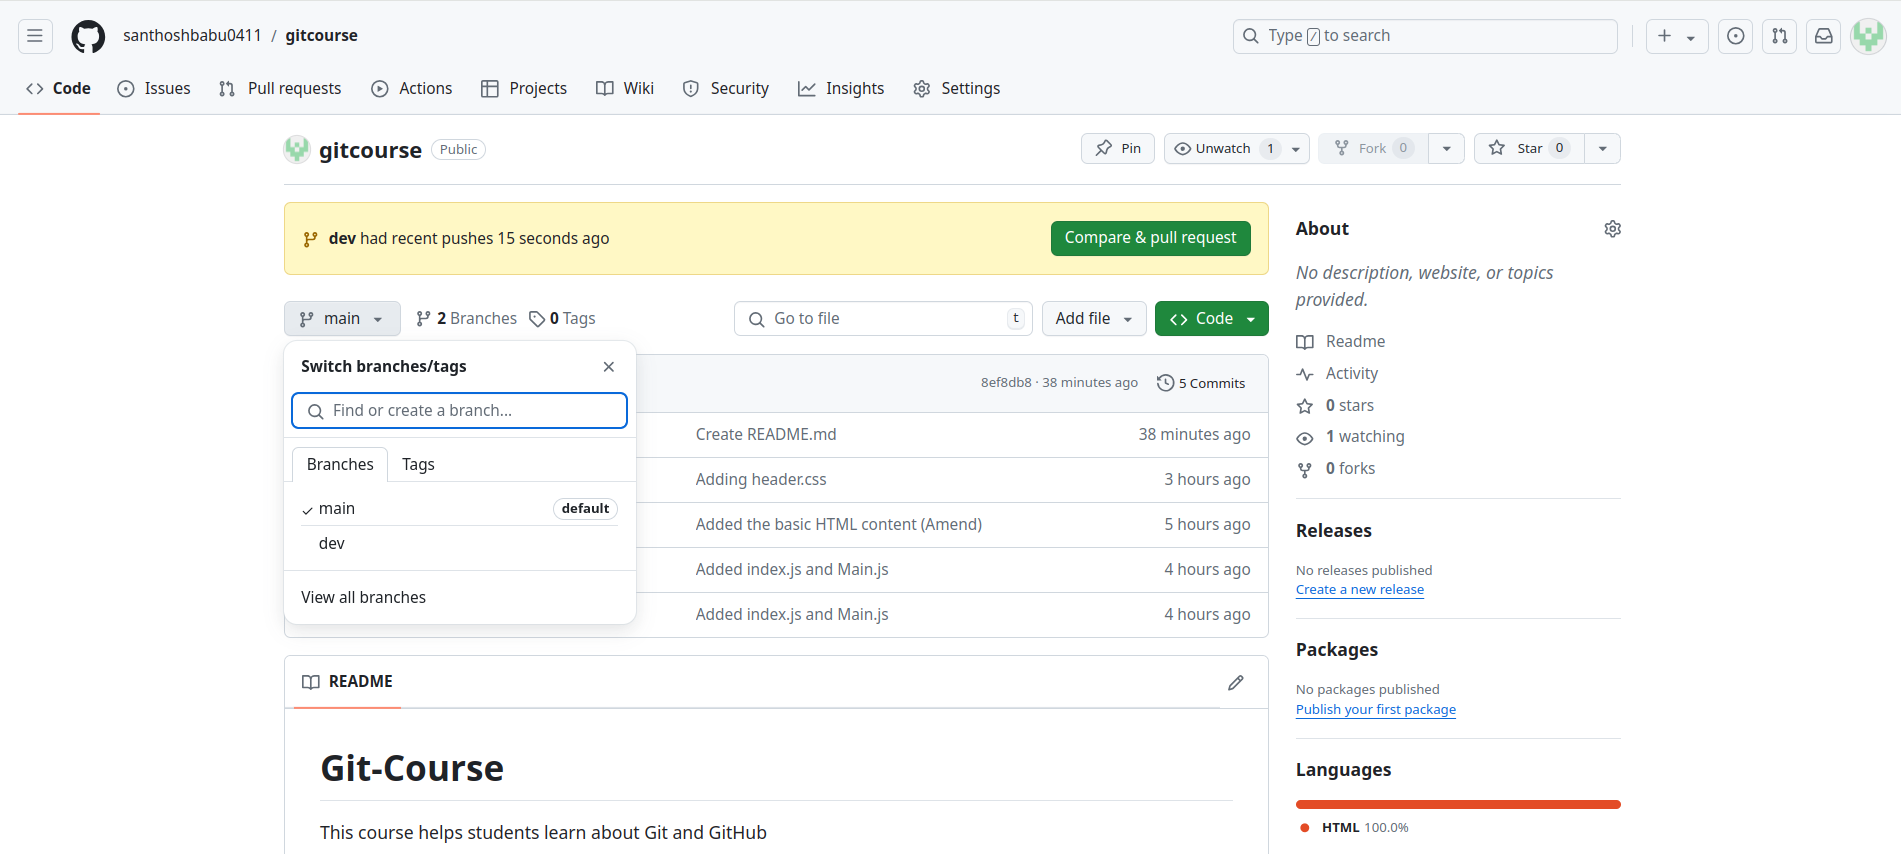 santhoshbabu0411 / gitcourse
Type / to search
Code Issues Pull requests Actions Projects Wiki Security Insights Settings
gitcourse Public
Pin Unwatch 1 Fork 0 Star 0
dev had recent pushes 15 seconds ago
Compare & pull request
main 2 Branches 0 Tags
Go to file t Add file Code
Switch branches/tags
Find or create a branch...
Branches Tags
main default
dev
View all branches
8ef8db8 · 38 minutes ago 5 Commits
Create README.md 38 minutes ago
Adding header.css 3 hours ago
Added the basic HTML content (Amend) 5 hours ago
Added index.js and Main.js 4 hours ago
Added index.js and Main.js 4 hours ago
README
Git-Course
This course helps students learn about Git and GitHub
About
No description, website, or topics
provided.
Readme
Activity
0 stars
1 watching
0 forks
Releases
No releases published
Create a new release
Packages
No packages published
Publish your first package
Languages
HTML 100.0%